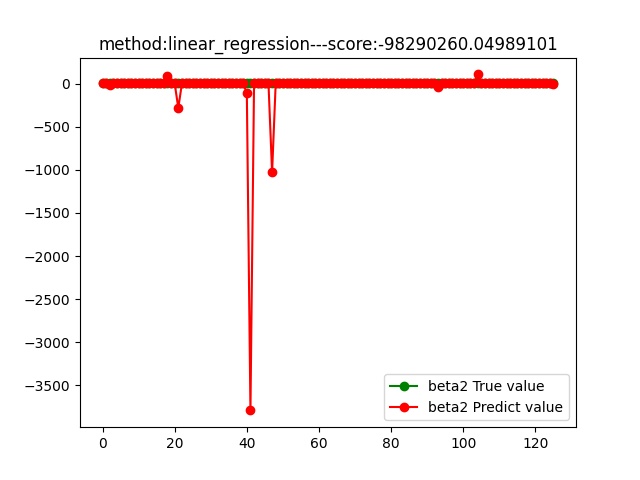 method:linear_regression---score:-98290260.04989101
0
−500
−1000
−1500
−2000
−2500
−3000
−3500
beta2 True value
beta2 Predict value
0 20 40 60 80 100 120